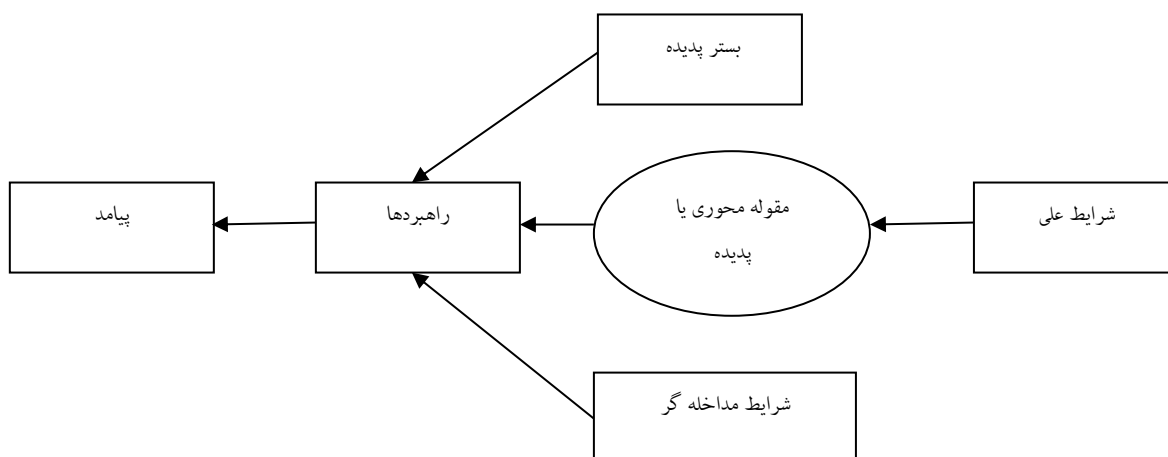 بستر پدیده
شرایط علی
مقوله محوری یا
پدیده
راهبردها
پیامد
شرایط مداخله گر